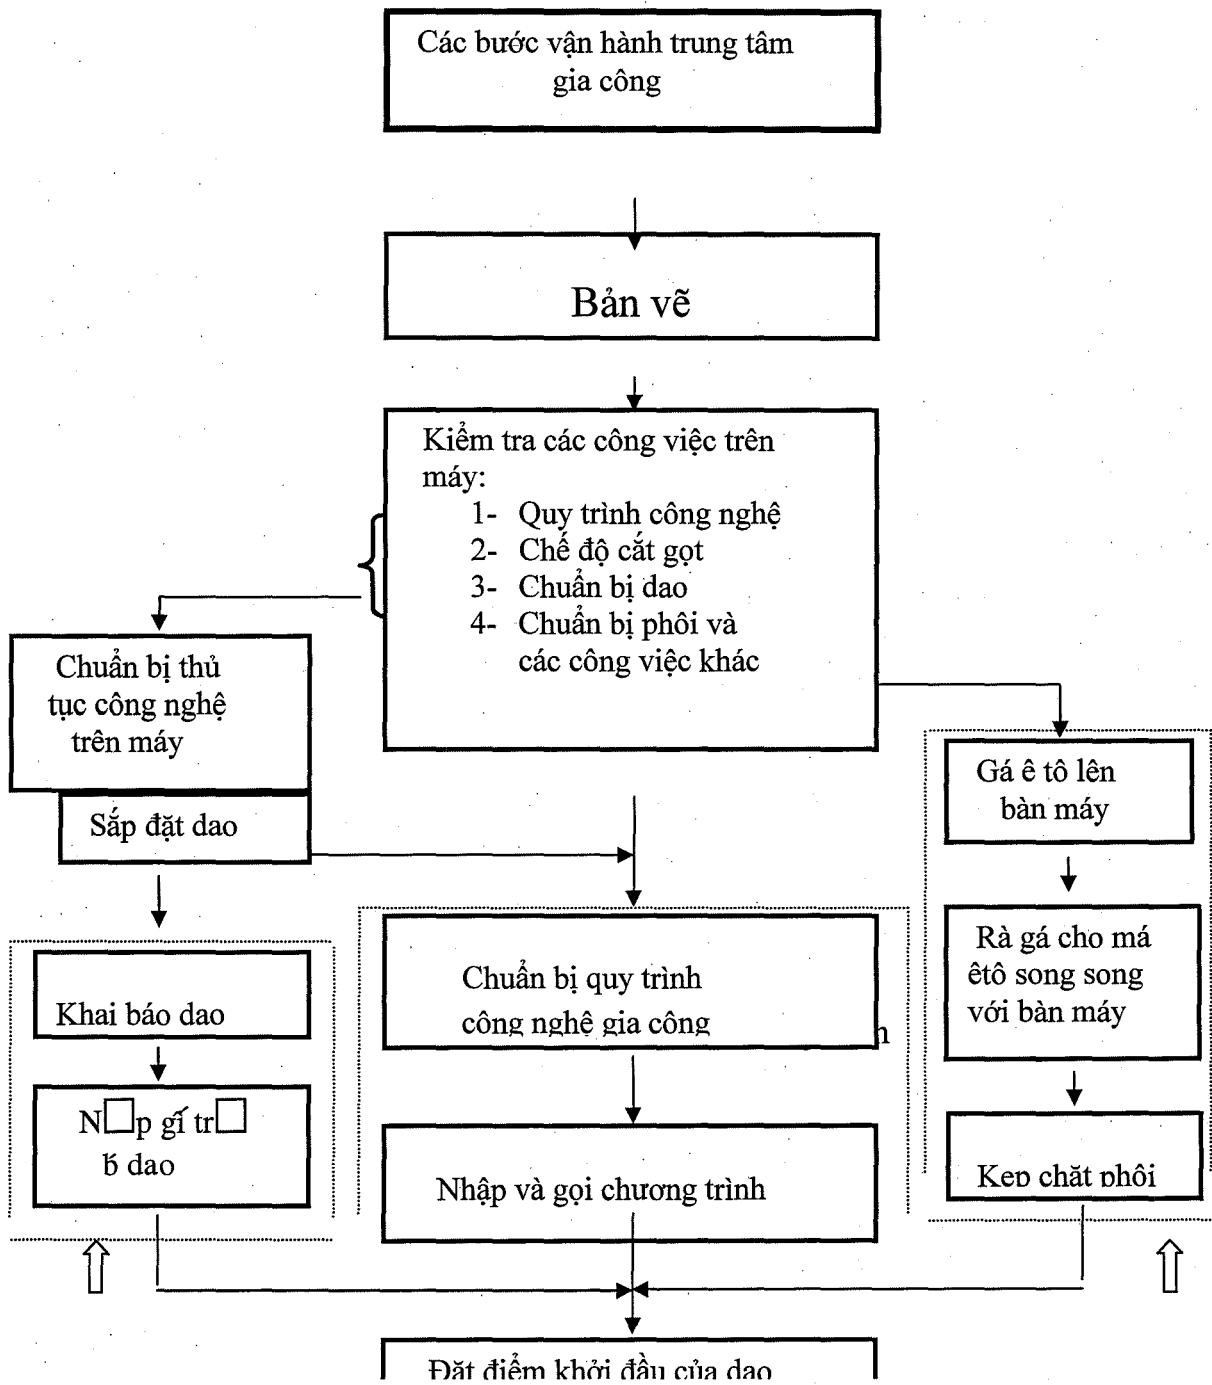 Các bước vận hành trung tâm
gia công
Bản vẽ
Kiểm tra các công việc trên
máy:
1- Quy trình công nghệ
2- Chế độ cắt gọt
3- Chuẩn bị dao
4- Chuẩn bị phôi và
các công việc khác
Chuẩn bị thủ
tục công nghệ
trên máy
Sắp đặt dao
Khai báo dao
N□p gí tr□
b́ dao
Chuẩn bị quy trình
công nghệ gia công
n
Nhập và gọi chương trình
Gá ê tô lên
bàn máy
Rà gá cho má
êtô song song
với bàn máy
Kẹp chặt phôi
Đặt điểm khởi đầu của dao